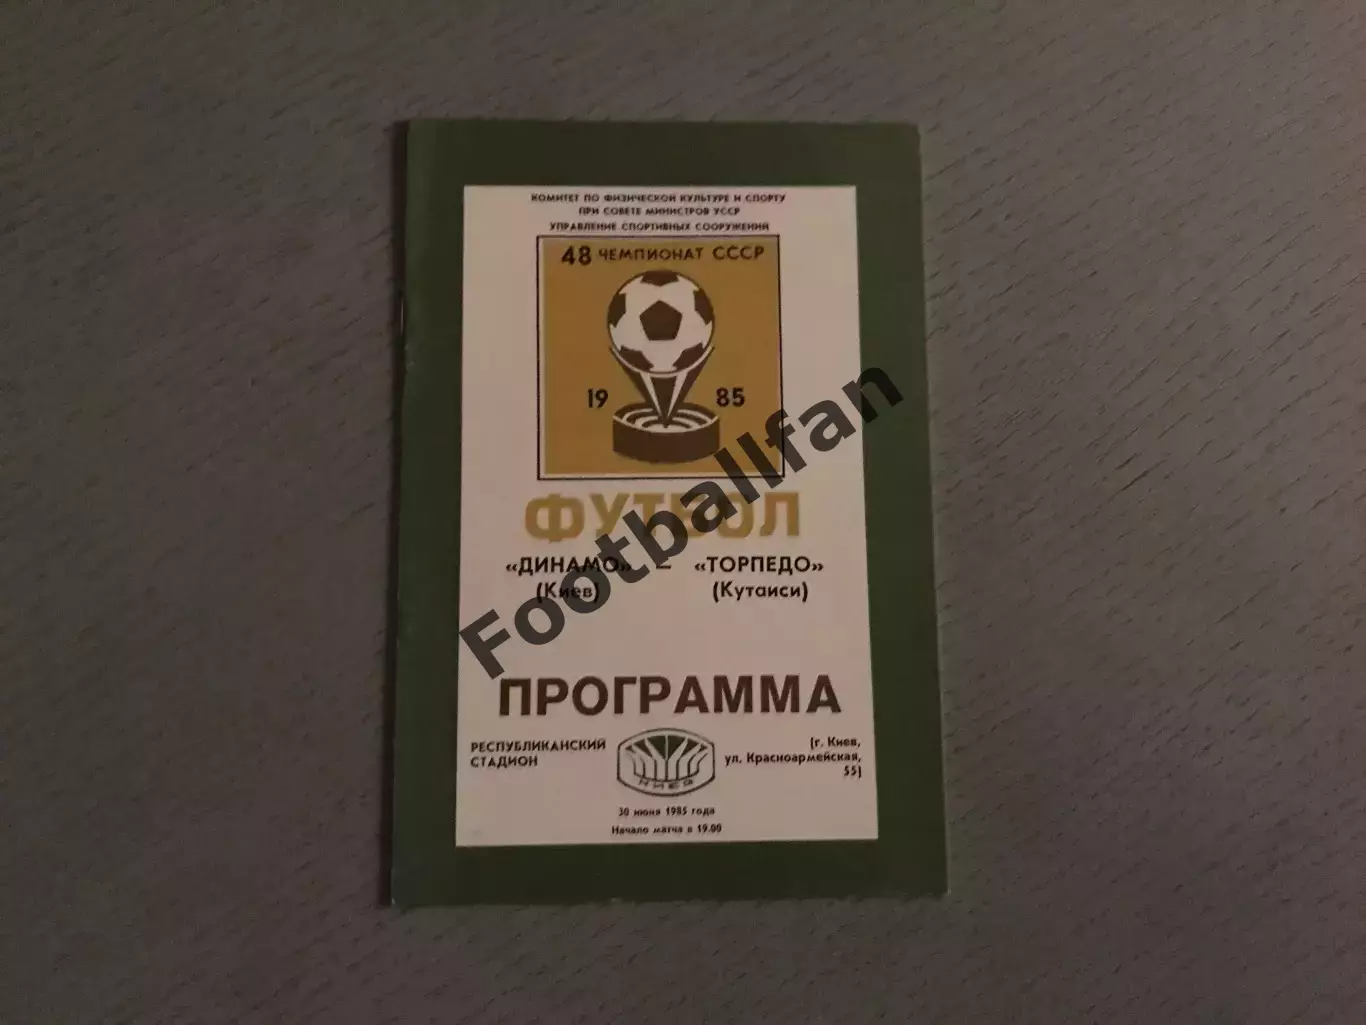 КОМИТЕТ ПО ФИЗИЧЕСКОЙ КУЛЬТУРЕ И СПОРТУ
ПРИ СОВЕТЕ МИНИСТРОВ УССР
УПРАВЛЕНИЕ СПОРТИВНЫХ СООРУЖЕНИЙ
48 ЧЕМПИОНАТ СССР
19 85
ФУТБОЛ
«ДИНАМО» — «ТОРПЕДО»
(Киев) (Кутаиси)
Footballfan
ПРОГРАММА
РЕСПУБЛИКАНСКИЙ
СТАДИОН
КИЕВ
(г. Киев,
ул. Красноармейская,
55)
30 июня 1985 года
Начало матча в 19.00